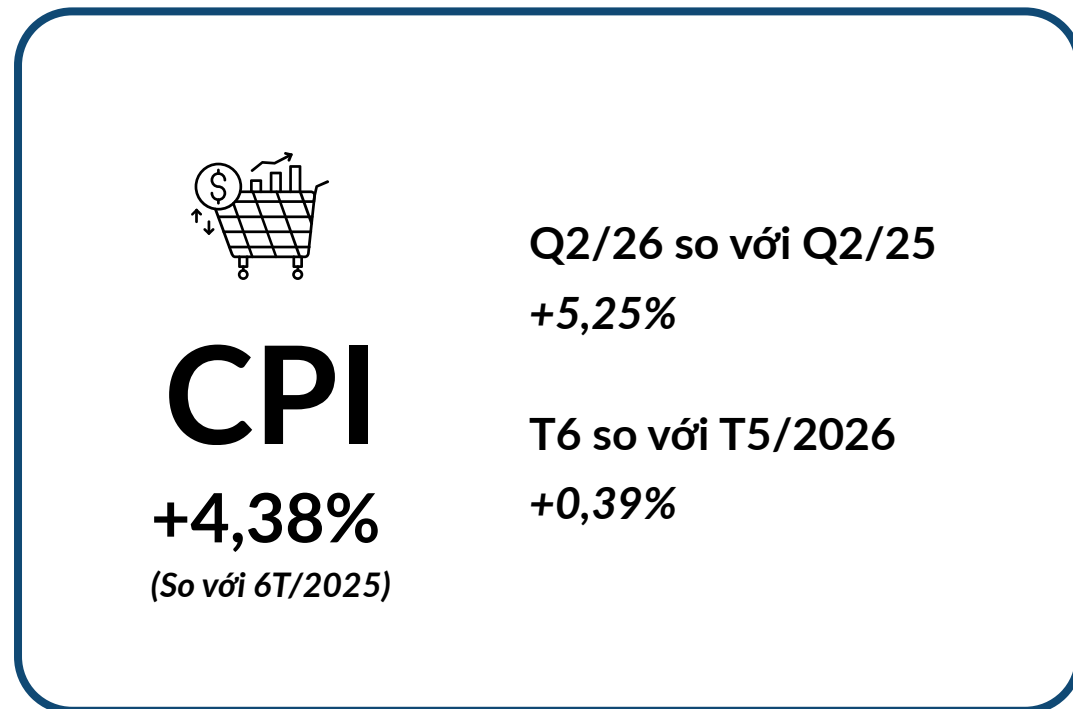 CPI
+4,38%
(So với 6T/2025)
Q2/26 so với Q2/25
+5,25%
T6 so với T5/2026
+0,39%